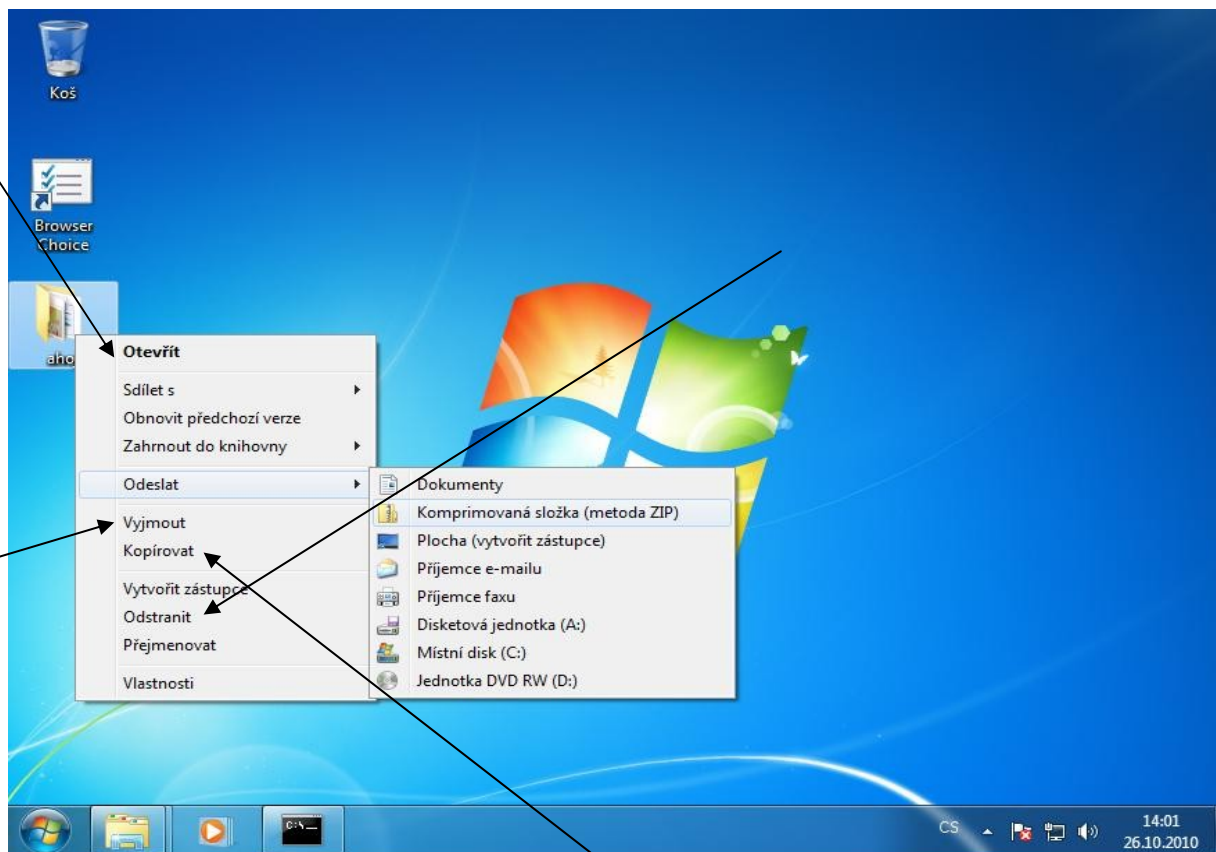 Koš
Browser
Choice
aho
Otevřít
Sdílet s
Obnovit předchozí verze
Zahrnout do knihovny
Odeslat
Vyjmout
Kopírovat
Vytvořit zástupce
Odstranit
Přejmenovat
Vlastnosti
Dokumenty
Komprimovaná složka (metoda ZIP)
Plocha (vytvořit zástupce)
Příjemce e-mailu
Příjemce faxu
Disketová jednotka (A:)
Místní disk (C:)
Jednotka DVD RW (D:)
C:\
CS
14:01
26.10.2010